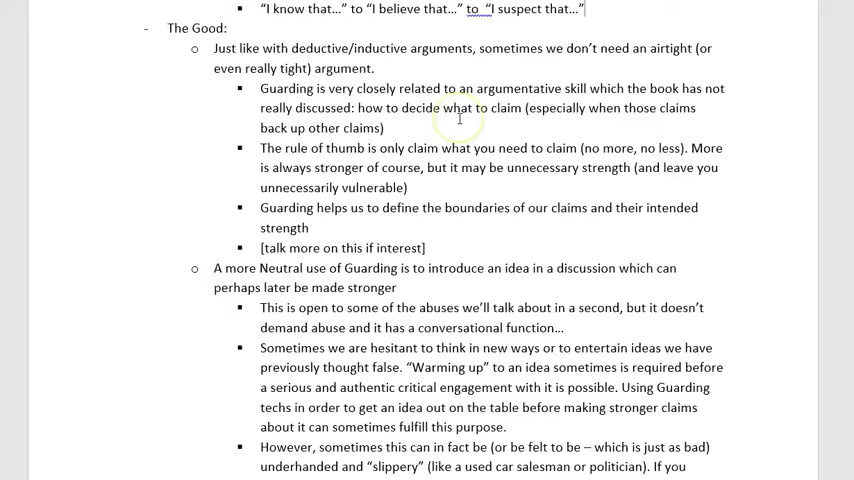 ▪ “I know that…” to “I believe that…” to “I suspect that…”
- The Good:
o Just like with deductive/inductive arguments, sometimes we don’t need an airtight (or
even really tight) argument.
▪ Guarding is very closely related to an argumentative skill which the book has not
really discussed: how to decide what to claim (especially when those claims
back up other claims)
▪ The rule of thumb is only claim what you need to claim (no more, no less). More
is always stronger of course, but it may be unnecessary strength (and leave you
unnecessarily vulnerable)
▪ Guarding helps us to define the boundaries of our claims and their intended
strength
▪ [talk more on this if interest]
o A more Neutral use of Guarding is to introduce an idea in a discussion which can
perhaps later be made stronger
▪ This is open to some of the abuses we’ll talk about in a second, but it doesn’t
demand abuse and it has a conversational function…
▪ Sometimes we are hesitant to think in new ways or to entertain ideas we have
previously thought false. “Warming up” to an idea sometimes is required before
a serious and authentic critical engagement with it is possible. Using Guarding
techs in order to get an idea out on the table before making stronger claims
about it can sometimes fulfill this purpose.
▪ However, sometimes this can in fact be (or be felt to be – which is just as bad)
underhanded and “slippery” (like a used car salesman or politician). If you